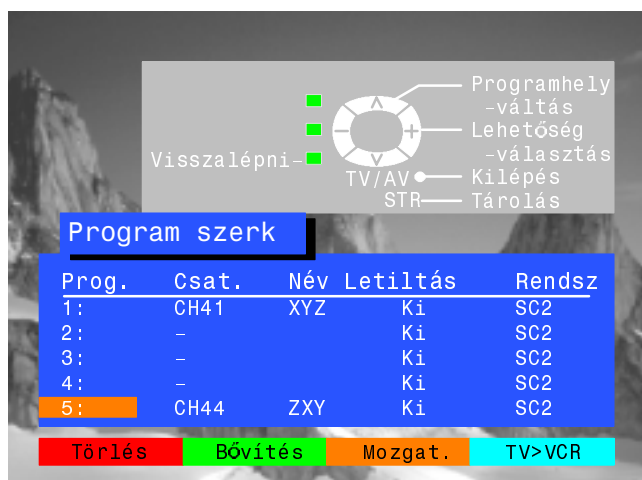 Programhely
-váltás
Lehetőség
-választás
Visszalépni-
TV/AV Kilépés
STR Tárolás
Program szerk
Prog. Csat. Név Letiltás Rendsz
1: CH41 XYZ Ki SC2
2: - Ki SC2
3: - Ki SC2
4: - Ki SC2
5: CH44 ZXY Ki SC2
Törlés Bővítés Mozgat. TV>VCR